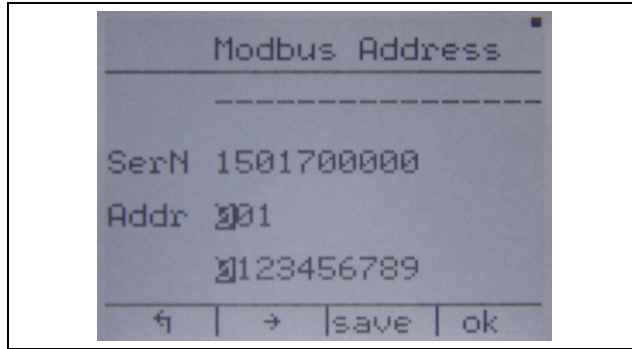 Modbus Address
----------------
SerN 1501700000
Addr 001
0123456789
↰ | → | save | ok